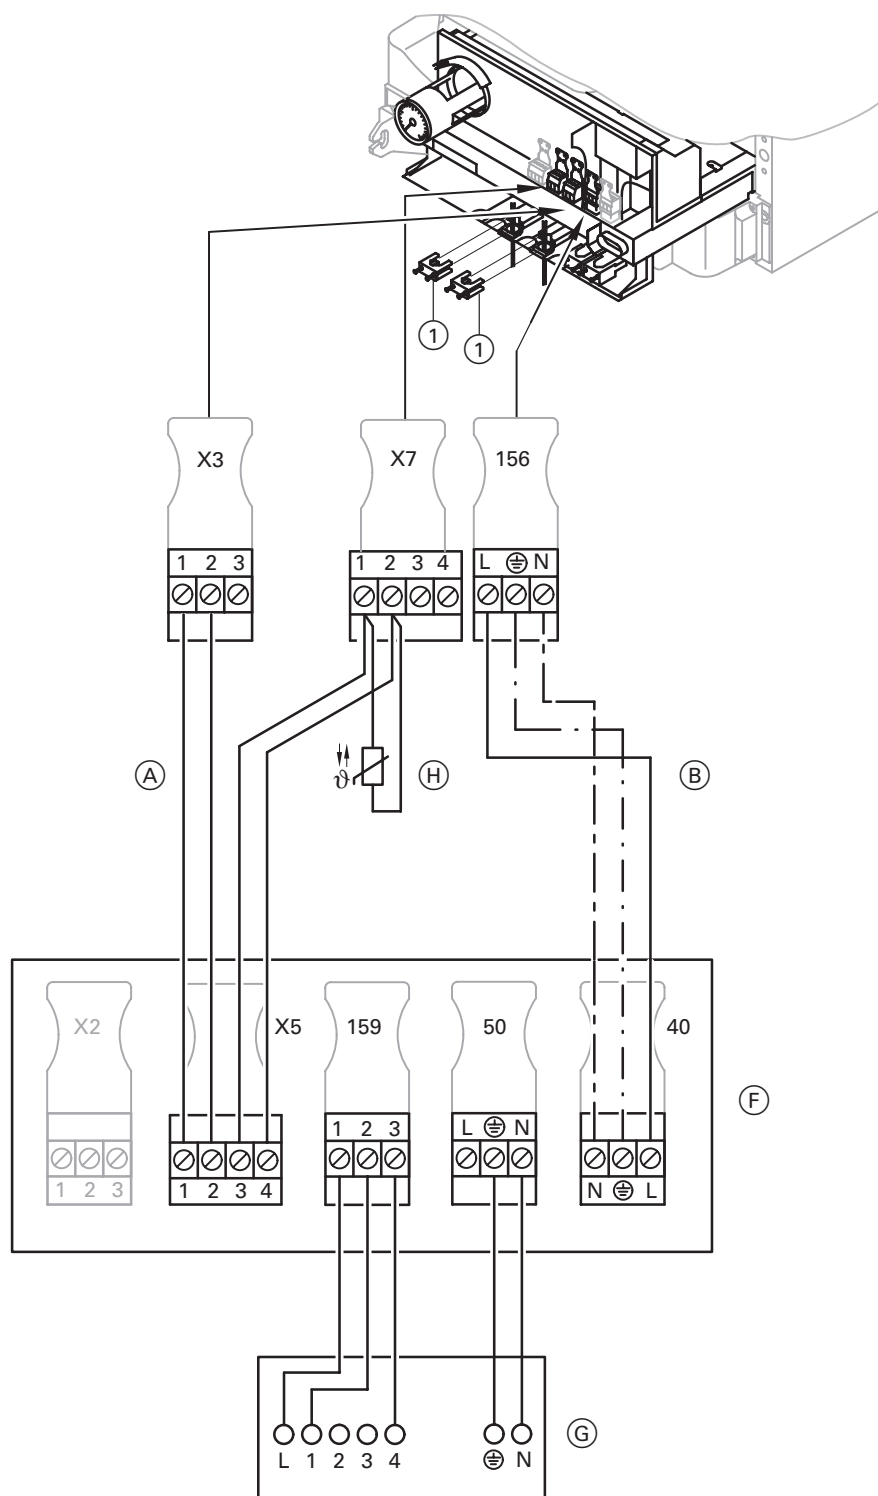 1
1
X3 X7 156
1 2 3 1 2 3 4 L N
ϑ
A H B
X2 X5 159 50 40
F
1 2 3 L N
1 2 3 1 2 3 4 N L
G
L 1 2 3 4 N